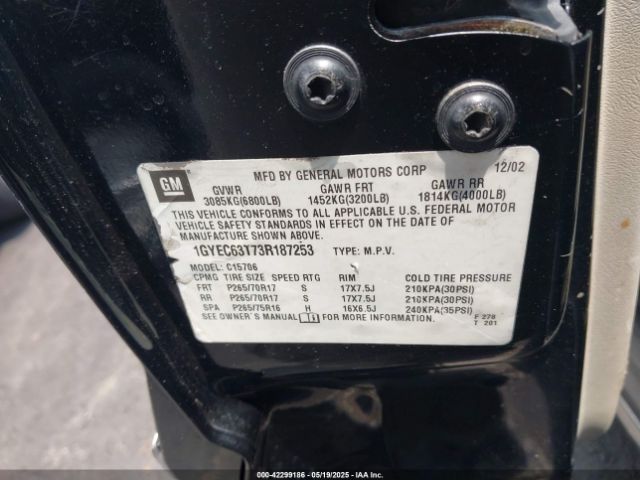 GM
MFD BY GENERAL MOTORS CORP 12/02
GVWR GAWR FRT GAWR RR
3085KG(6800LB) 1452KG(3200LB) 1814KG(4000LB)
THIS VEHICLE CONFORMS TO ALL APPLICABLE U.S. FEDERAL MOTOR
VEHICLE SAFETY STANDARDS IN EFFECT ON THE DATE OF
MANUFACTURE SHOWN ABOVE.
1GYEC63T73R187253 TYPE: M.P.V.
MODEL: C15706
CPMG TIRE SIZE SPEED RTG RIM COLD TIRE PRESSURE
FRT P265/70R17 S 17X7.5J 210KPA(30PSI)
RR P265/70R17 S 17X7.5J 210KPA(30PSI)
SPA P265/75R16 H 16X6.5J 240KPA(35PSI)
SEE OWNER'S MANUAL FOR MORE INFORMATION. F 278
T 201
000-42299186 - 05/19/2025 - IAAI.COM